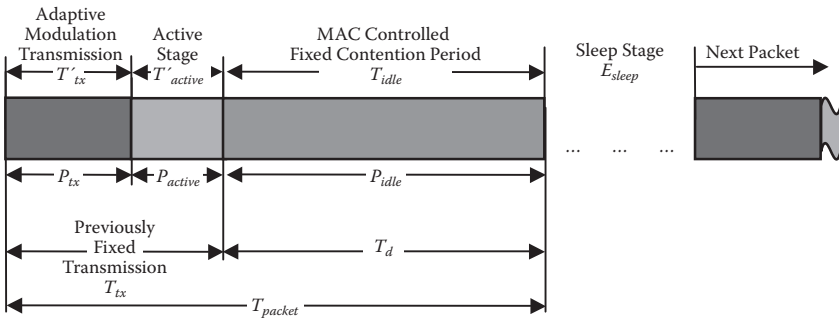 Adaptive
Modulation
Transmission
T´tx
Active
Stage
T´active
MAC Controlled
Fixed Contention Period
Tidle
Sleep Stage
Esleep
Next Packet
... ... ...
Ptx
Pactive
Pidle
Previously
Fixed
Transmission
Ttx
Td
Tpacket